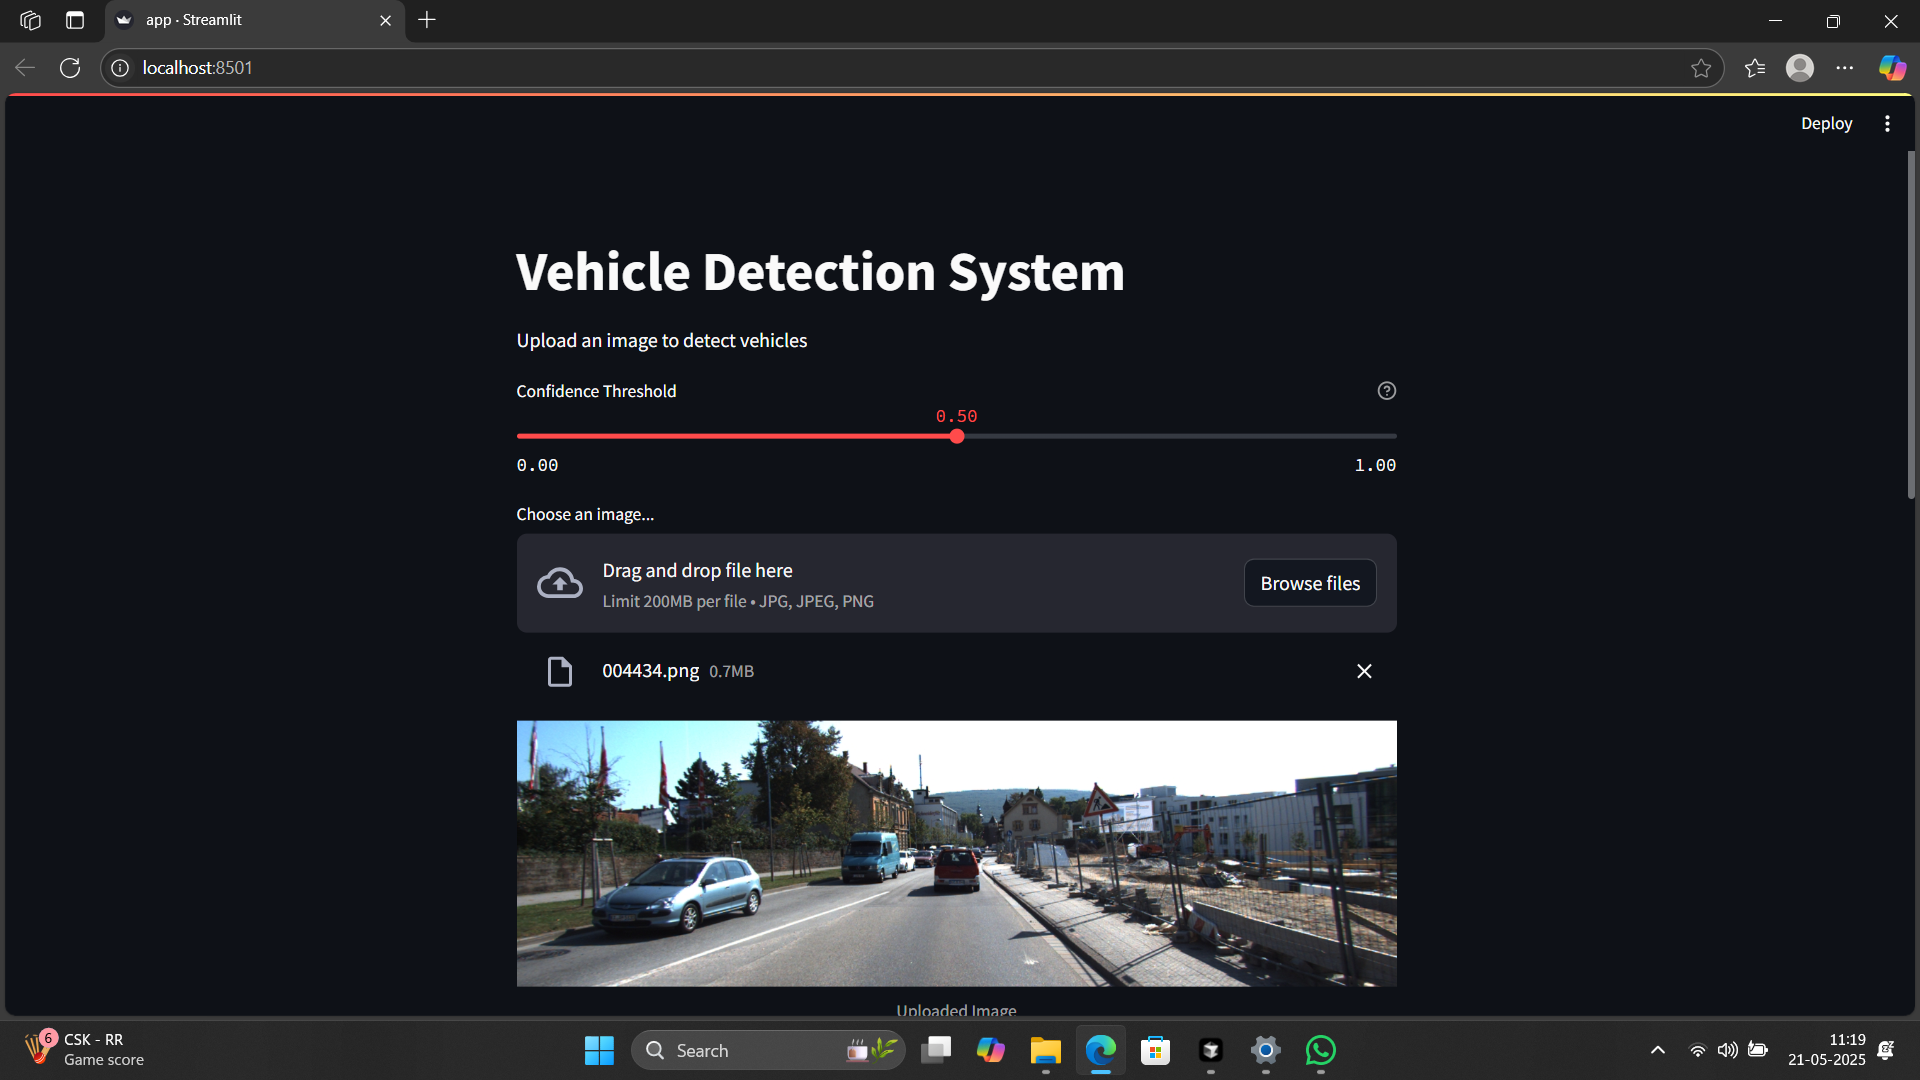 app · Streamlit
localhost:8501
Deploy
Vehicle Detection System
Upload an image to detect vehicles
Confidence Threshold
0.50
0.00
1.00
Choose an image...
Drag and drop file here
Limit 200MB per file • JPG, JPEG, PNG
Browse files
004434.png 0.7MB
Uploaded Image
6
CSK - RR
Game score
Search
11:19
21-05-2025